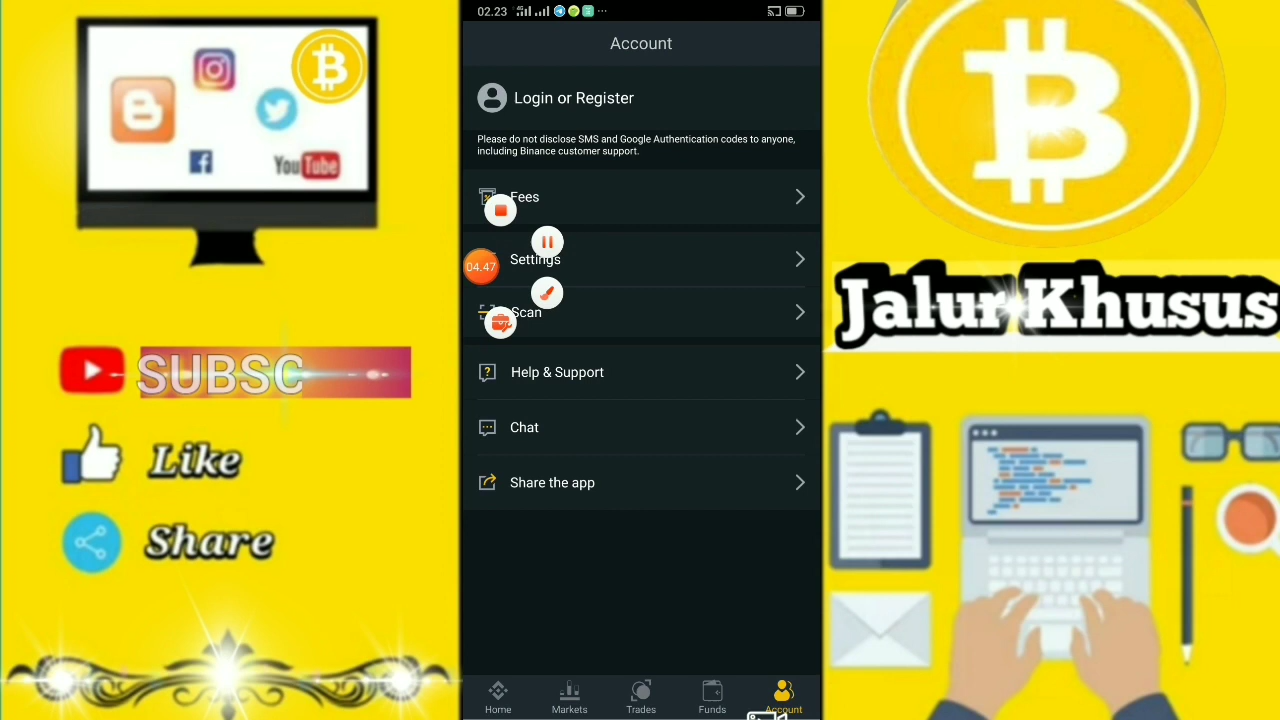 You Tube
SUBSC
Like
Share
02.23
Account
Login or Register
Please do not disclose SMS and Google Authentication codes to anyone,
including Binance customer support.
Fees
04.47
Settings
Scan
Help & Support
Chat
Share the app
Home
Markets
Trades
Funds
Account
Jalur Khusus